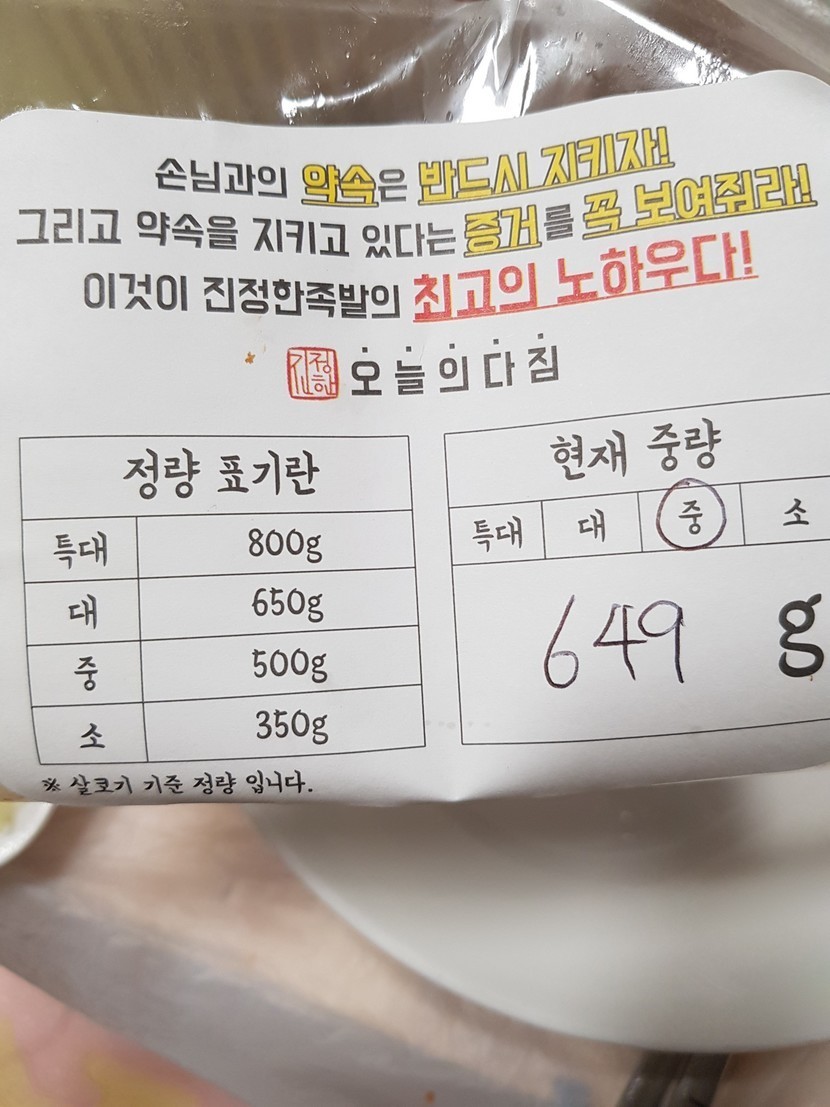 손님과의 약속은 반드시 지키자!
그리고 약속을 지키고 있다는 증거를 꼭 보여줘라!
이것이 진정한족발의 최고의 노하우다!
진정한 오늘의다짐
정량 표기란
특대 800g
대 650g
중 500g
소 350g
※ 살코기 기준 정량 입니다.
현재 중량
특대 대 중 소
649 g